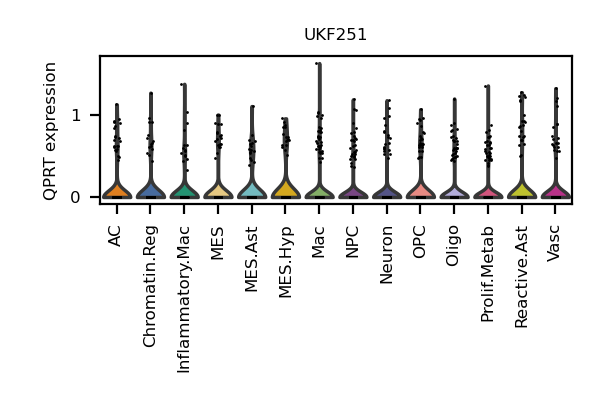 UKF251
QPRT expression
1
0
AC
Chromatin.Reg
Inflammatory.Mac
MES
MES.Ast
MES.Hyp
Mac
NPC
Neuron
OPC
Oligo
Prolif.Metab
Reactive.Ast
Vasc